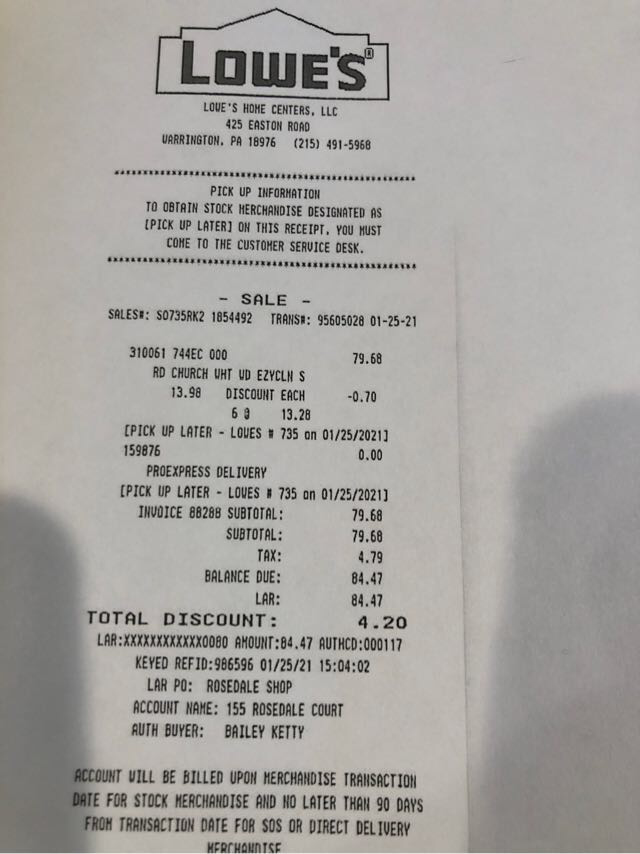 LOWE'S®
LOWE'S HOME CENTERS, LLC
425 EASTON ROAD
WARRINGTON, PA 18976 (215) 491-5968
PICK UP INFORMATION
TO OBTAIN STOCK MERCHANDISE DESIGNATED AS
[PICK UP LATER] ON THIS RECEIPT, YOU MUST
COME TO THE CUSTOMER SERVICE DESK.
- SALE -
SALES#: SO735RK2 1854492 TRANS#: 95605028 01-25-21
310061 744EC 000 79.68
RD CHURCH WHT WD EZYCLN S
13.98 DISCOUNT EACH -0.70
6 @ 13.28
[PICK UP LATER - LOWES # 735 on 01/25/2021]
159876 0.00
PROEXPRESS DELIVERY
[PICK UP LATER - LOWES # 735 on 01/25/2021]
INVOICE 88288 SUBTOTAL: 79.68
SUBTOTAL: 79.68
TAX: 4.79
BALANCE DUE: 84.47
LAR: 84.47
TOTAL DISCOUNT: 4.20
LAR:XXXXXXXXXXXX0080 AMOUNT:84.47 AUTHCD:000117
KEYED REFID:986596 01/25/21 15:04:02
LAR PO: ROSEDALE SHOP
ACCOUNT NAME: 155 ROSEDALE COURT
AUTH BUYER: BAILEY KETTY
ACCOUNT WILL BE BILLED UPON MERCHANDISE TRANSACTION
DATE FOR STOCK MERCHANDISE AND NO LATER THAN 90 DAYS
FROM TRANSACTION DATE FOR SOS OR DIRECT DELIVERY
MERCHANDISE